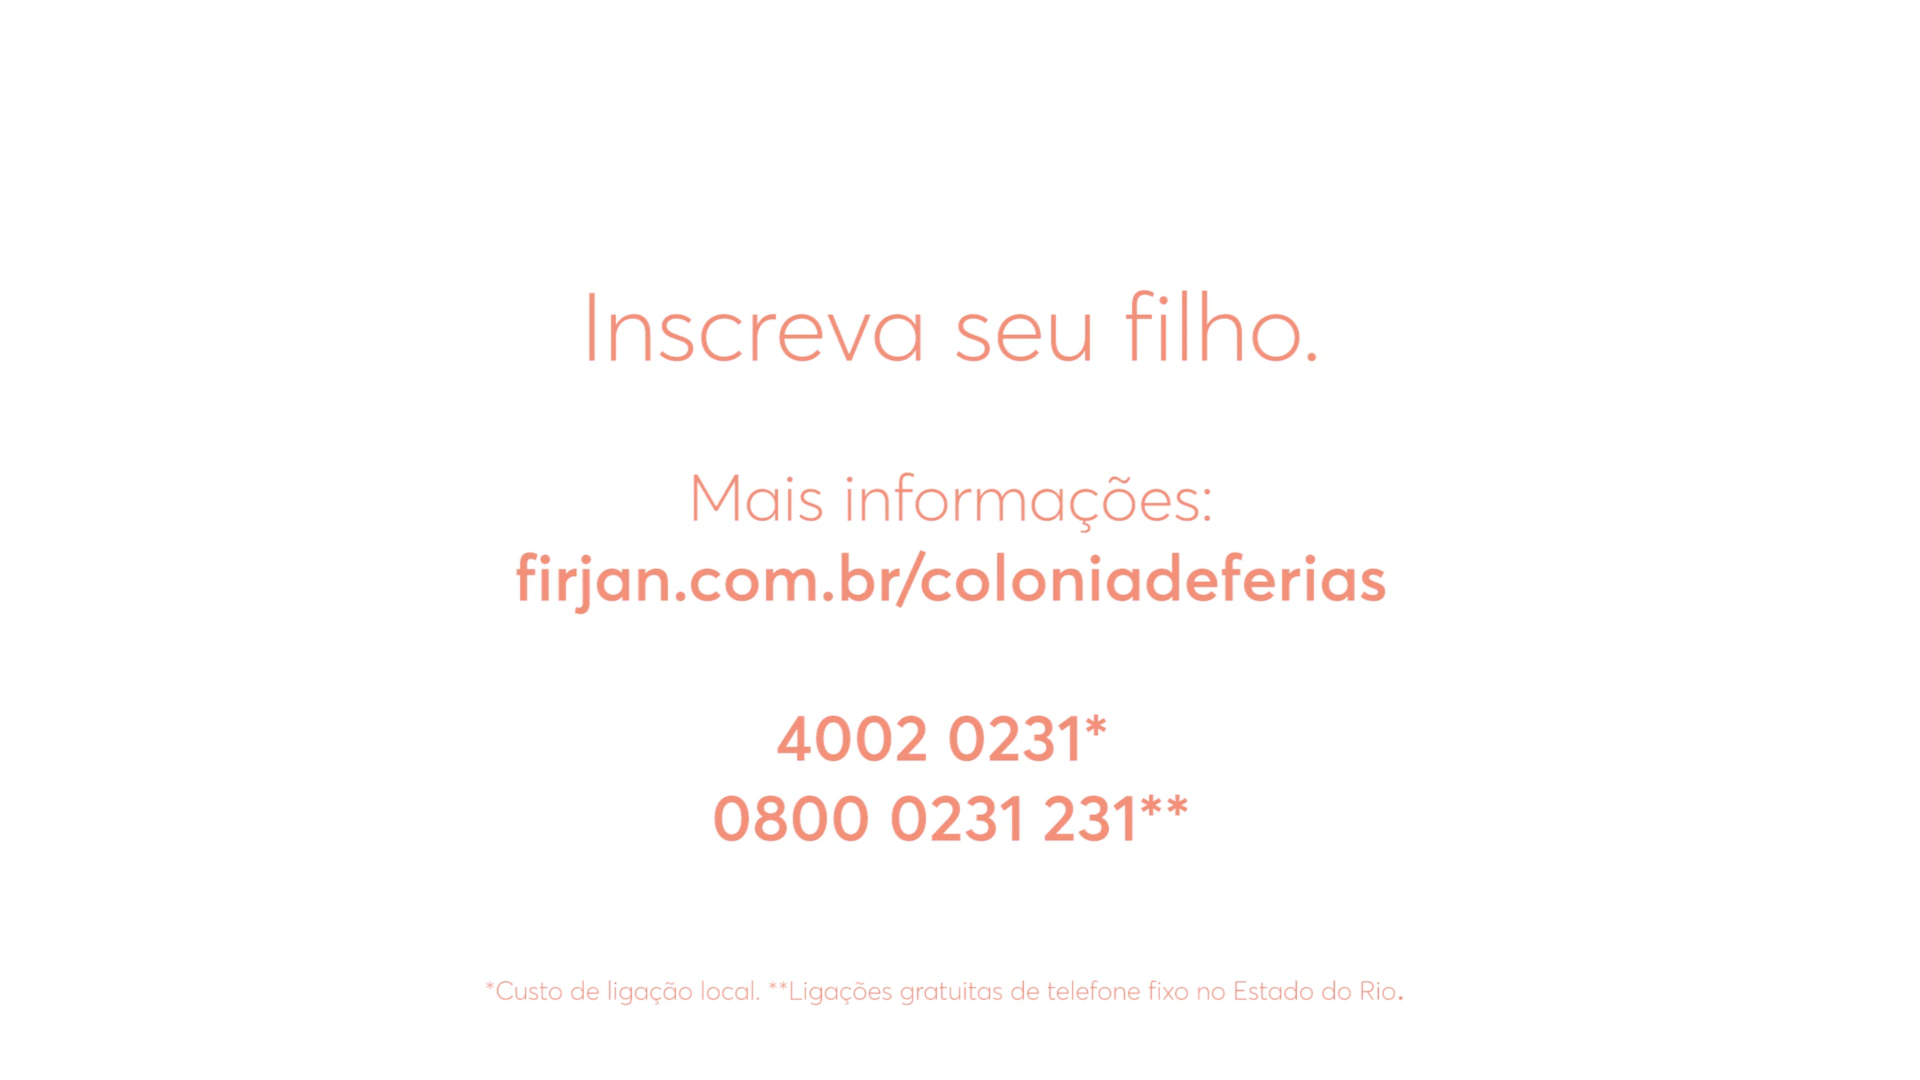 Inscreva seu filho.
Mais informações:
firjan.com.br/coloniadeferias
4002 0231*
0800 0231 231**
*Custo de ligação local. **Ligações gratuitas de telefone fixo no Estado do Rio.